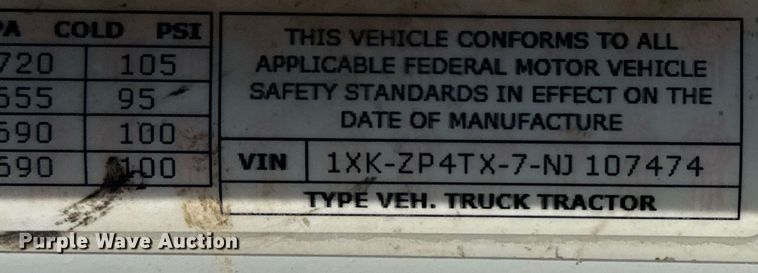 PA COLD PSI
720 105
655 95
690 100
690 100
THIS VEHICLE CONFORMS TO ALL
APPLICABLE FEDERAL MOTOR VEHICLE
SAFETY STANDARDS IN EFFECT ON THE
DATE OF MANUFACTURE
VIN 1XK-ZP4TX-7-NJ 107474
TYPE VEH. TRUCK TRACTOR
Purple Wave Auction